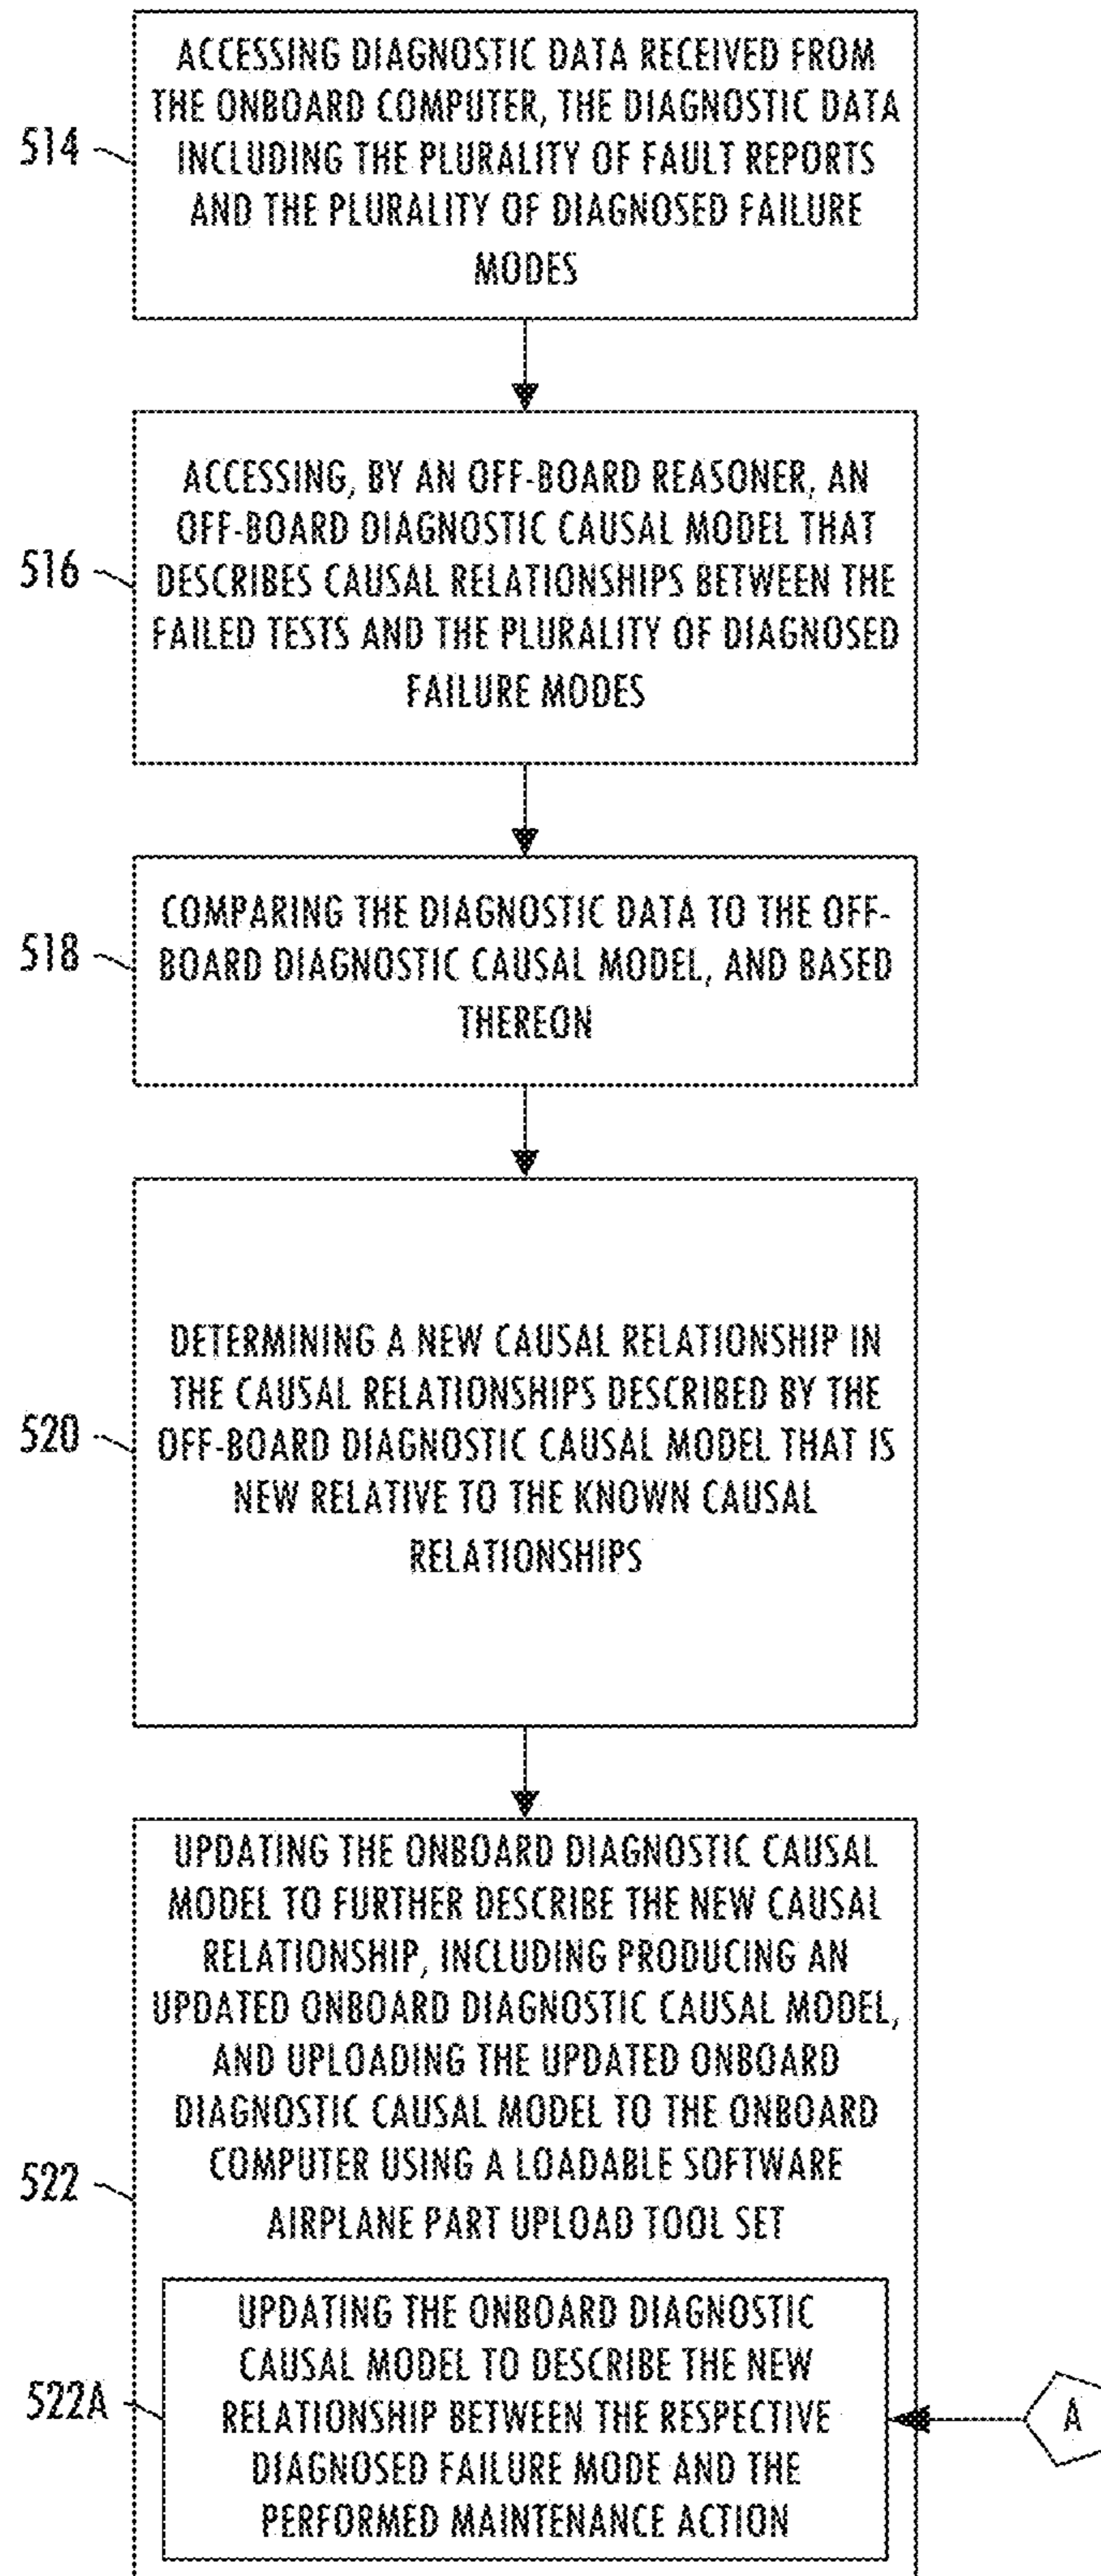 514
ACCESSING DIAGNOSTIC DATA RECEIVED FROM
THE ONBOARD COMPUTER, THE DIAGNOSTIC DATA
INCLUDING THE PLURALITY OF FAULT REPORTS
AND THE PLURALITY OF DIAGNOSED FAILURE
MODES
516
ACCESSING, BY AN OFF-BOARD REASONER, AN
OFF-BOARD DIAGNOSTIC CAUSAL MODEL THAT
DESCRIBES CAUSAL RELATIONSHIPS BETWEEN THE
FAILED TESTS AND THE PLURALITY OF DIAGNOSED
FAILURE MODES
518
COMPARING THE DIAGNOSTIC DATA TO THE OFF-
BOARD DIAGNOSTIC CAUSAL MODEL, AND BASED
THEREON
520
DETERMINING A NEW CAUSAL RELATIONSHIP IN
THE CAUSAL RELATIONSHIPS DESCRIBED BY THE
OFF-BOARD DIAGNOSTIC CAUSAL MODEL THAT IS
NEW RELATIVE TO THE KNOWN CAUSAL
RELATIONSHIPS
522
UPDATING THE ONBOARD DIAGNOSTIC CAUSAL
MODEL TO FURTHER DESCRIBE THE NEW CAUSAL
RELATIONSHIP, INCLUDING PRODUCING AN
UPDATED ONBOARD DIAGNOSTIC CAUSAL MODEL,
AND UPLOADING THE UPDATED ONBOARD
DIAGNOSTIC CAUSAL MODEL TO THE ONBOARD
COMPUTER USING A LOADABLE SOFTWARE
AIRPLANE PART UPLOAD TOOL SET
522A
UPDATING THE ONBOARD DIAGNOSTIC
CAUSAL MODEL TO DESCRIBE THE NEW
RELATIONSHIP BETWEEN THE RESPECTIVE
DIAGNOSED FAILURE MODE AND THE
PERFORMED MAINTENANCE ACTION
A